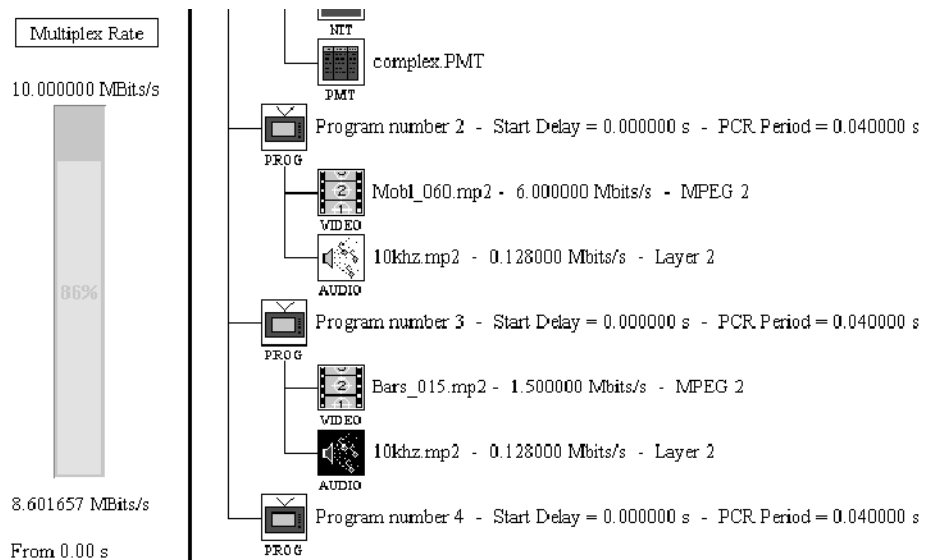 Multiplex Rate
10.000000 MBits/s
86%
8.601657 MBits/s
From 0.00 s
NIT
complex.PMT
PMT
Program number 2 - Start Delay = 0.000000 s - PCR Period = 0.040000 s
PROG
2
1
Mobl_060.mp2 - 6.000000 Mbits/s - MPEG 2
VIDEO
10khz.mp2 - 0.128000 Mbits/s - Layer 2
AUDIO
Program number 3 - Start Delay = 0.000000 s - PCR Period = 0.040000 s
PROG
2
1
Bars_015.mp2 - 1.500000 Mbits/s - MPEG 2
VIDEO
10khz.mp2 - 0.128000 Mbits/s - Layer 2
AUDIO
Program number 4 - Start Delay = 0.000000 s - PCR Period = 0.040000 s
PROG